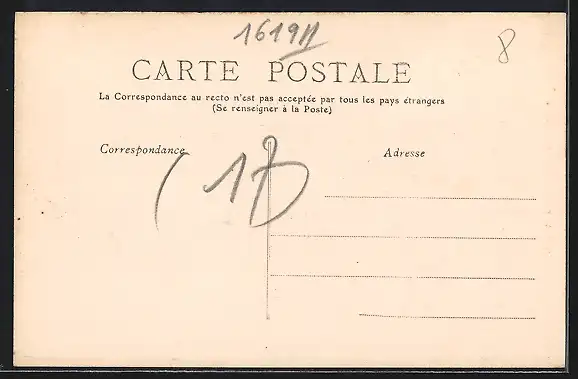 1619
8
CARTE POSTALE
La Correspondance au recto n'est pas acceptée par tous les pays étrangers
(Se renseigner à la Poste)
Correspondance
Adresse